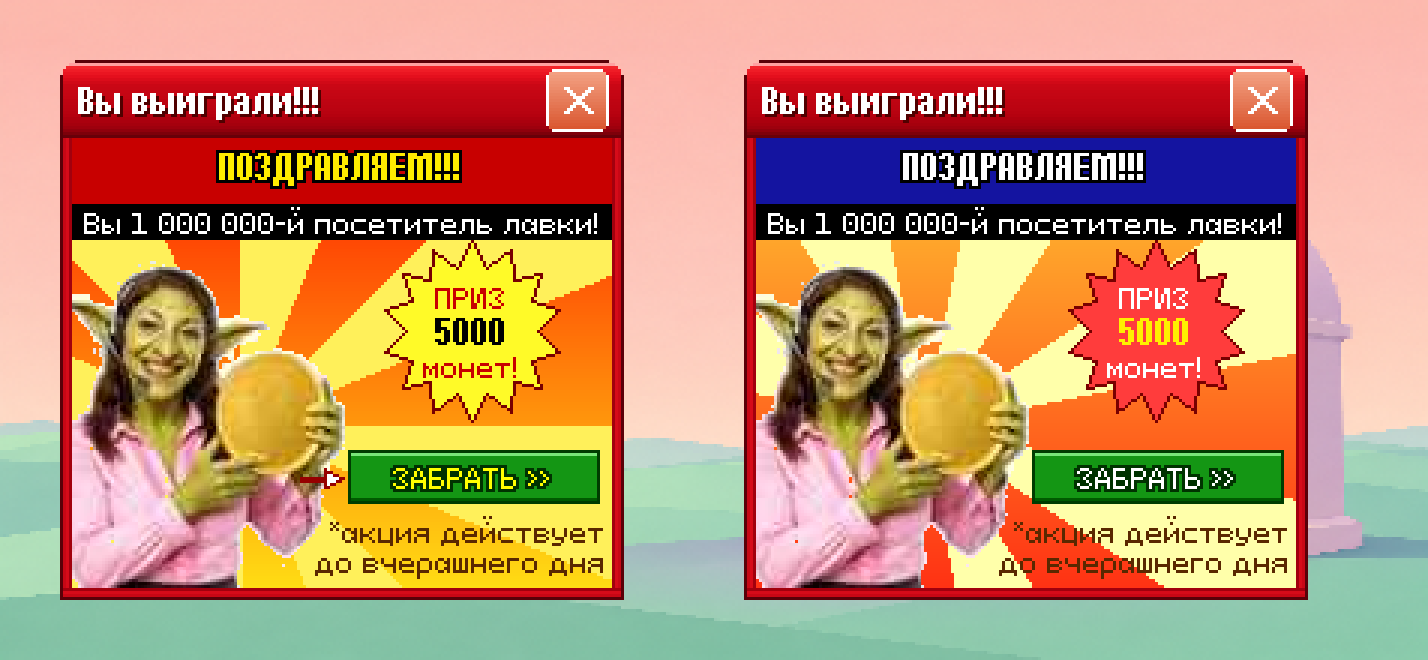 Вы выиграли!!!
ПОЗДРАВЛЯЕМ!!!
Вы 1 000 000-й посетитель лавки!
ПРИЗ
5000
монет!
ЗАБРАТЬ >>
*акция действует
до вчерашнего дня
Вы выиграли!!!
ПОЗДРАВЛЯЕМ!!!
Вы 1 000 000-й посетитель лавки!
ПРИЗ
5000
монет!
ЗАБРАТЬ >>
*акция действует
до вчерашнего дня